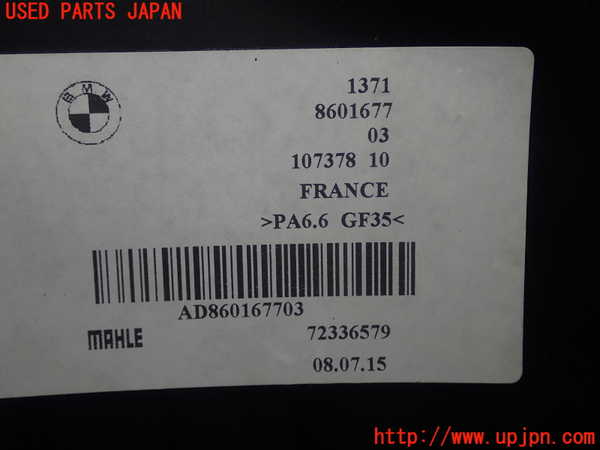 USED PARTS JAPAN
BMW
1371
8601677
03
107378 10
FRANCE
>PA6.6 GF35<
AD860167703
MAHLE
72336579
08.07.15
UPJ
http://www.upjpn.com/